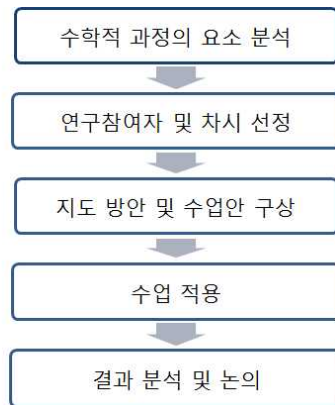 수학적 과정의 요소 분석
연구참여자 및 차시 선정
지도 방안 및 수업안 구상
수업 적용
결과 분석 및 논의